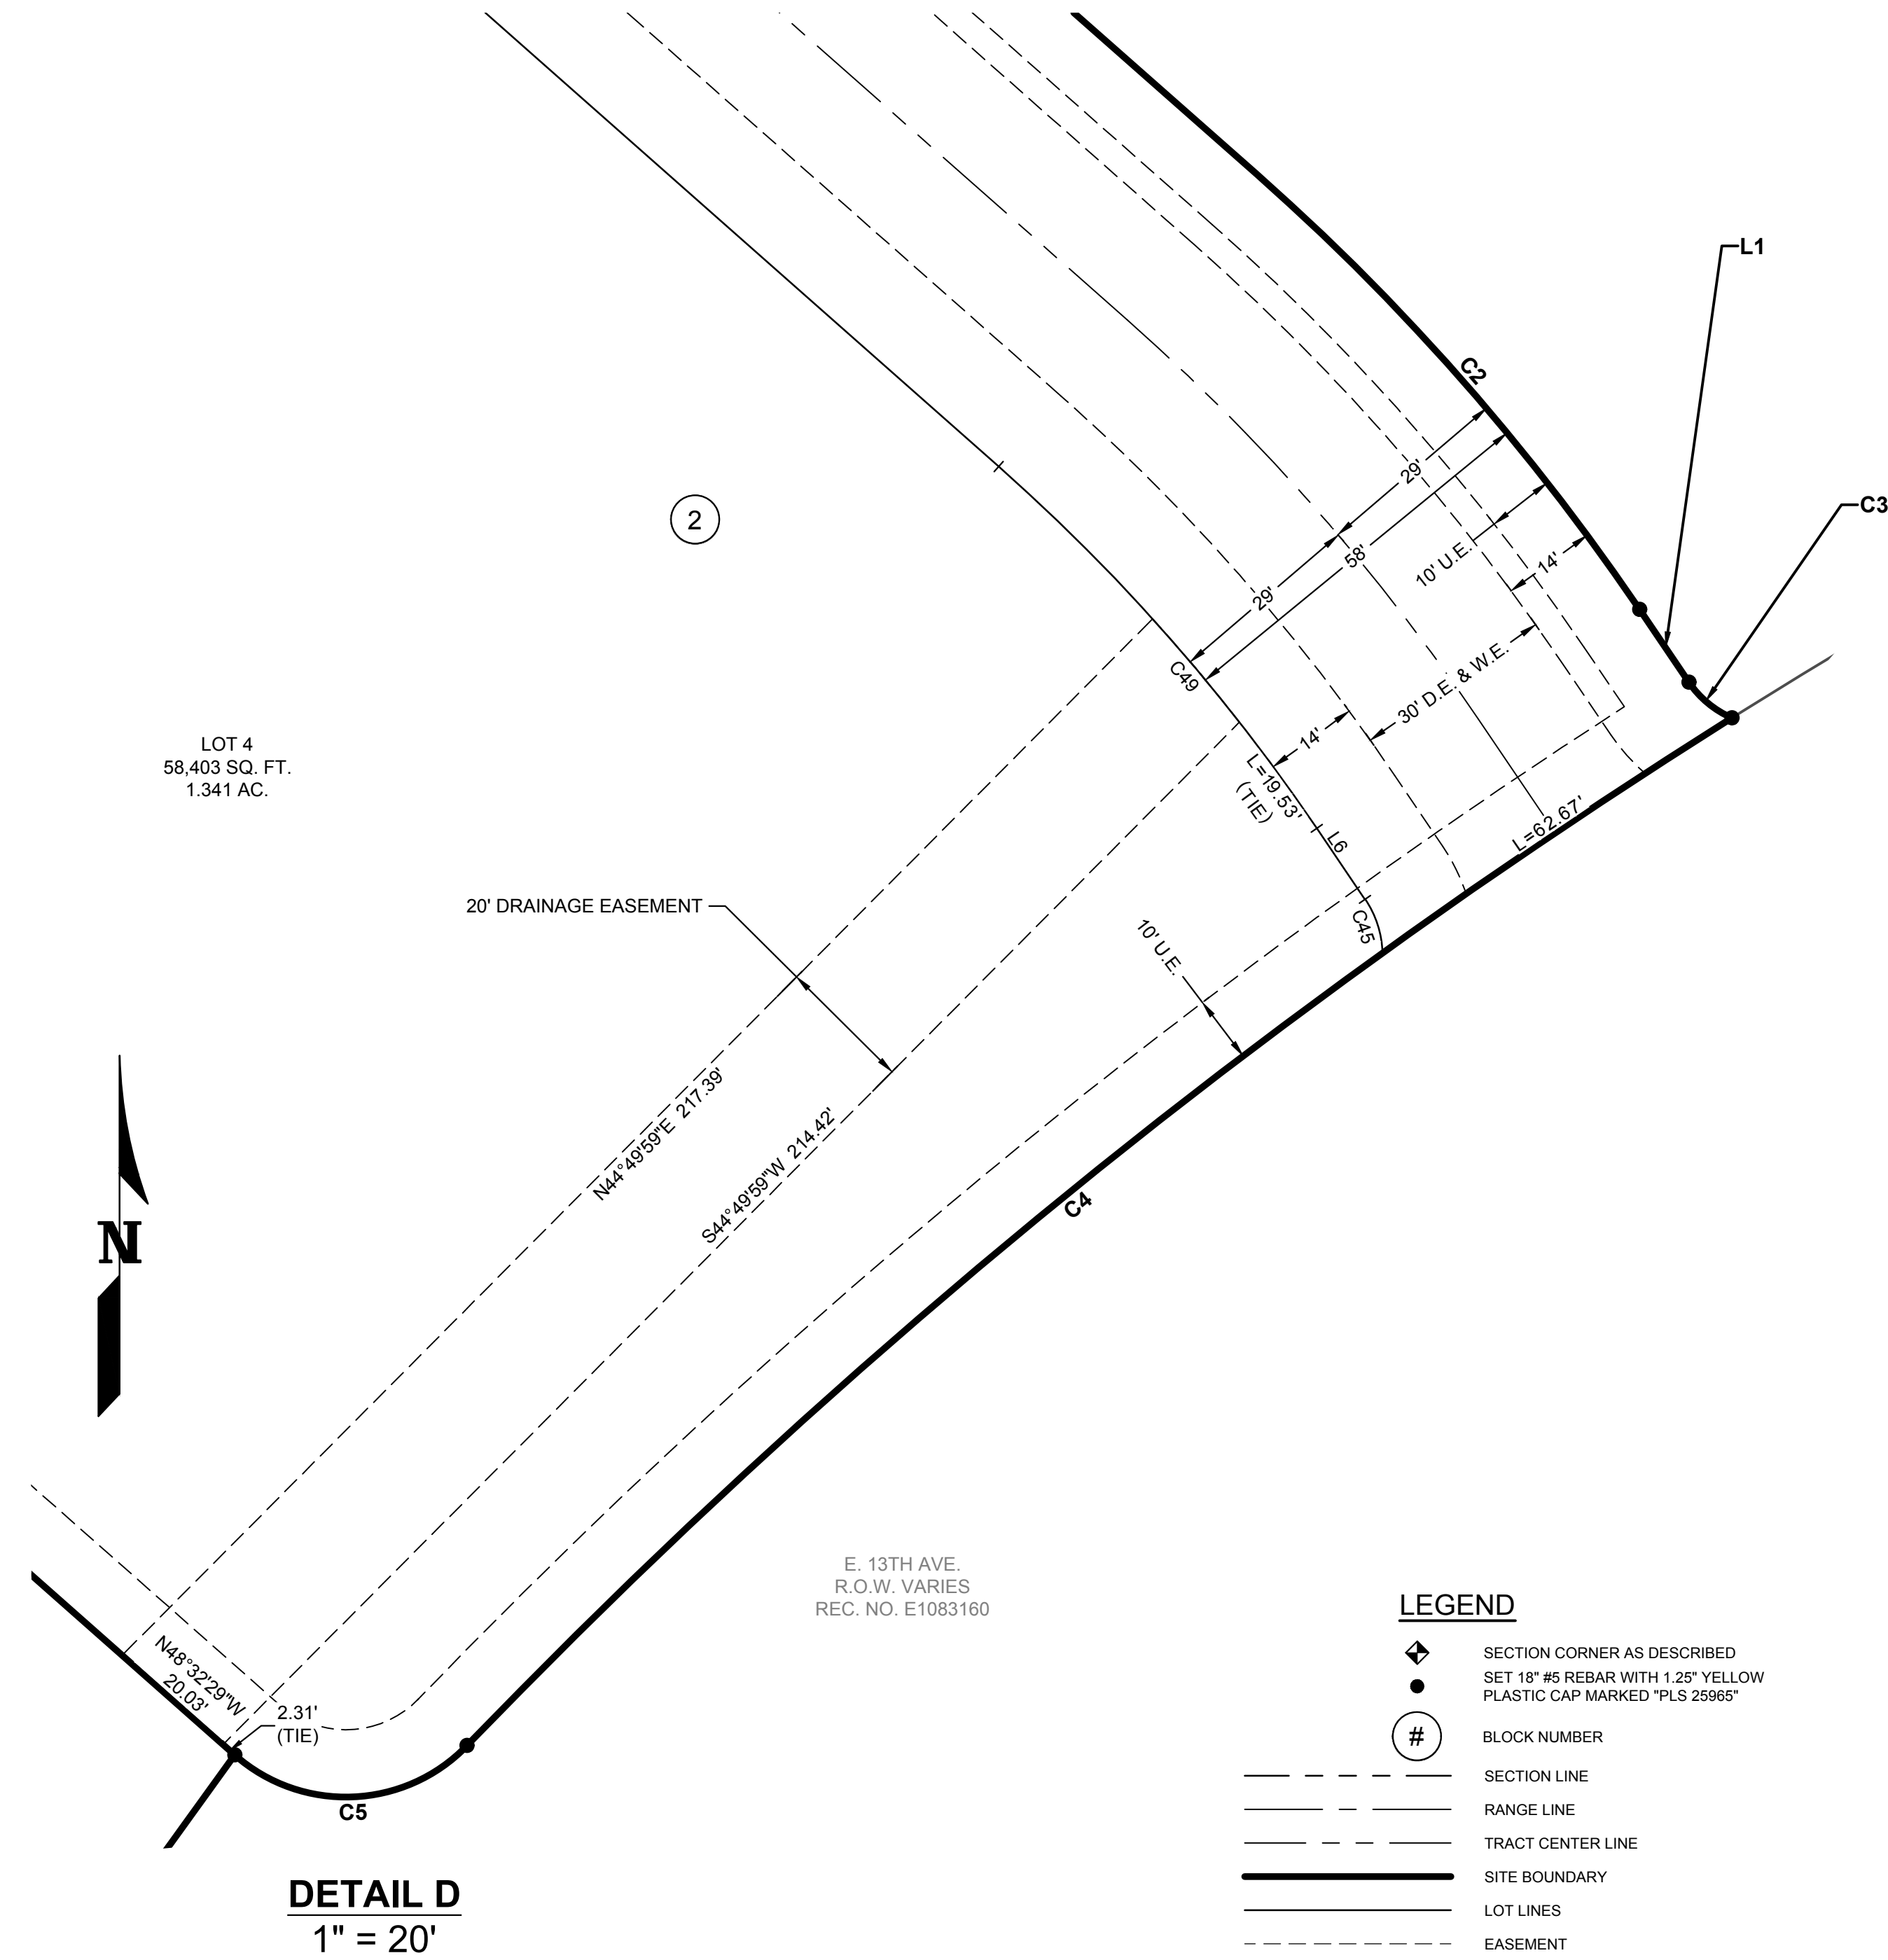 L1
C2
C3
29'
58'
10' U.E.
14'
29'
2
C49
30' D.E. & W.E.
14'
L=19.53'
(TIE)
L6
L=62.67'
LOT 4
58,403 SQ. FT.
1.341 AC.
20' DRAINAGE EASEMENT
C45
10' U.E.
N44°49'59"E 217.39'
S44°49'59"W 214.42'
C4
N
E. 13TH AVE.
R.O.W. VARIES
REC. NO. E1083160
N48°32'29"W
20.03'
2.31'
(TIE)
C5
DETAIL D
1" = 20'
LEGEND
SECTION CORNER AS DESCRIBED
SET 18" #5 REBAR WITH 1.25" YELLOW
PLASTIC CAP MARKED "PLS 25965"
# BLOCK NUMBER
SECTION LINE
RANGE LINE
TRACT CENTER LINE
SITE BOUNDARY
LOT LINES
EASEMENT